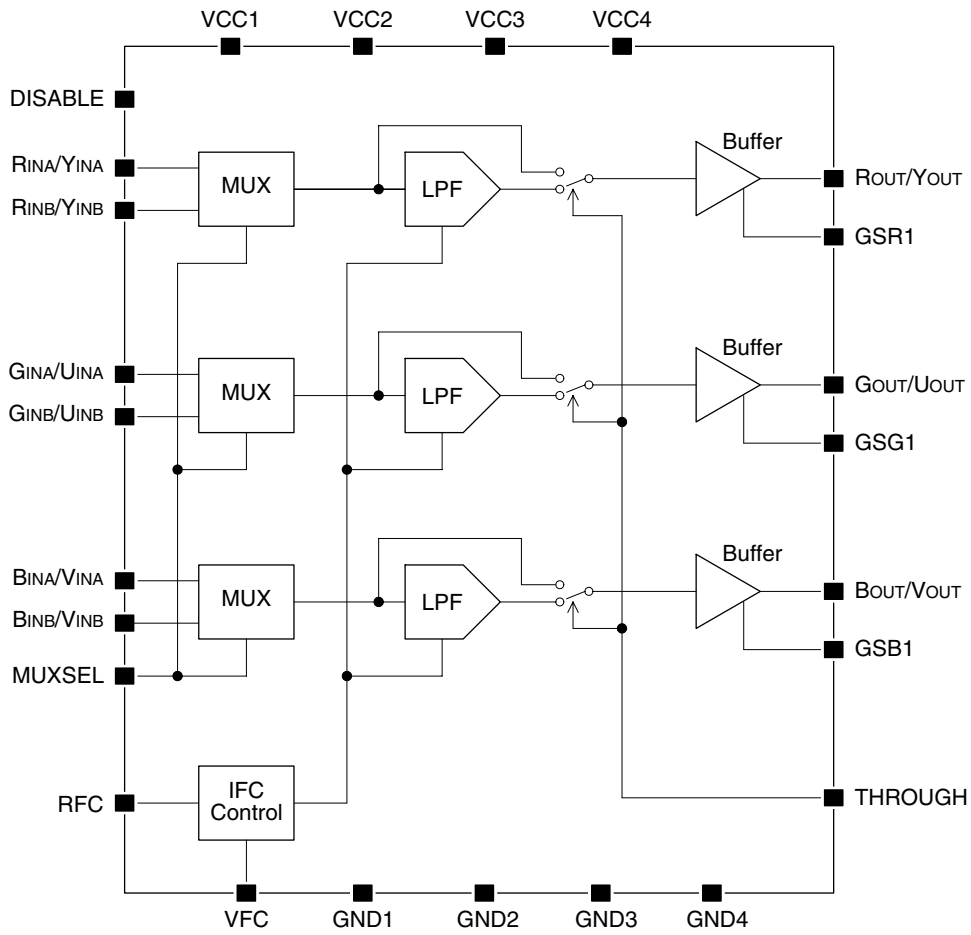 VCC1 VCC2 VCC3 VCC4
DISABLE
RINA/YINA
RINB/YINB
MUX
LPF
Buffer
ROUT/YOUT
GSR1
GINA/UINA
GINB/UINB
MUX
LPF
Buffer
GOUT/UOUT
GSG1
BINA/VINA
BINB/VINB
MUX
LPF
Buffer
BOUT/VOUT
GSB1
MUXSEL
RFC
IFC
Control
THROUGH
VFC GND1 GND2 GND3 GND4